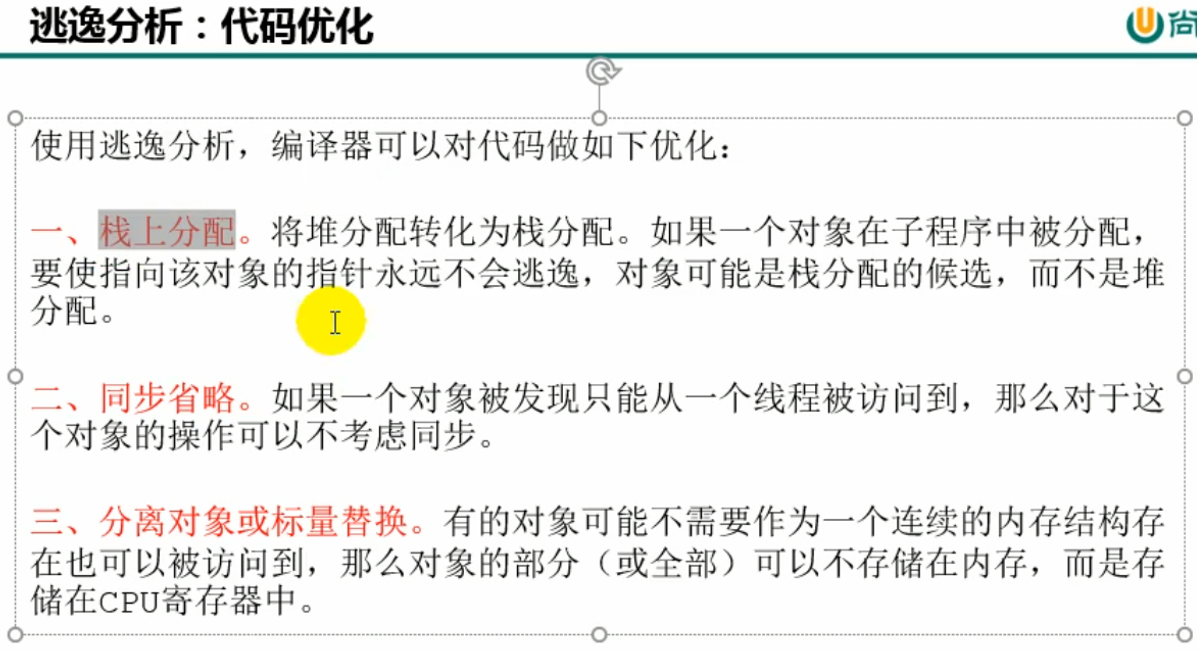 逃逸分析：代码优化
尚
使用逃逸分析，编译器可以对代码做如下优化：
一、栈上分配。将堆分配转化为栈分配。如果一个对象在子程序中被分配，
要使指向该对象的指针永远不会逃逸，对象可能是栈分配的候选，而不是堆
分配。
二、同步省略。如果一个对象被发现只能从一个线程被访问到，那么对于这
个对象的操作可以不考虑同步。
三、分离对象或标量替换。有的对象可能不需要作为一个连续的内存结构存
在也可以被访问到，那么对象的部分（或全部）可以不存储在内存，而是存
储在CPU寄存器中。